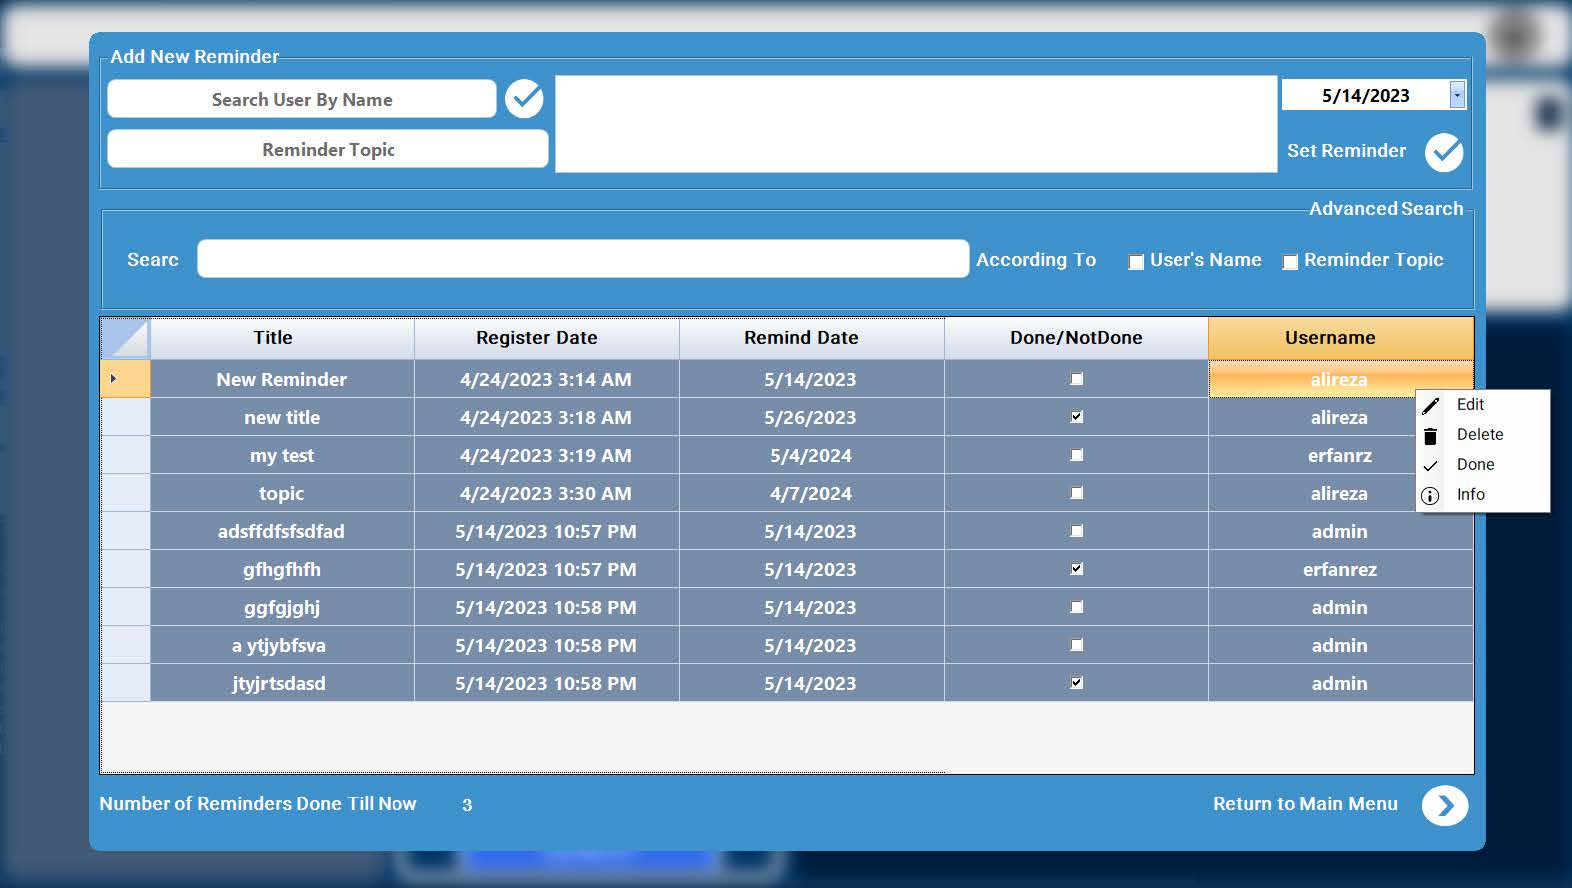 Add New Reminder
Search User By Name
5/14/2023
Reminder Topic
Set Reminder
Advanced Search
Searc
According To
User's Name
Reminder Topic
Title Register Date Remind Date Done/NotDone Username
New Reminder 4/24/2023 3:14 AM 5/14/2023 alireza
new title 4/24/2023 3:18 AM 5/26/2023 alireza
my test 4/24/2023 3:19 AM 5/4/2024 erfanrz
topic 4/24/2023 3:30 AM 4/7/2024 alireza
adsffdfsfsdfad 5/14/2023 10:57 PM 5/14/2023 admin
gfhgfhfh 5/14/2023 10:57 PM 5/14/2023 erfanrez
ggfgjghj 5/14/2023 10:58 PM 5/14/2023 admin
a ytjybfsva 5/14/2023 10:58 PM 5/14/2023 admin
jtyjrtsdasd 5/14/2023 10:58 PM 5/14/2023 admin
Edit
Delete
Done
Info
Number of Reminders Done Till Now 3
Return to Main Menu